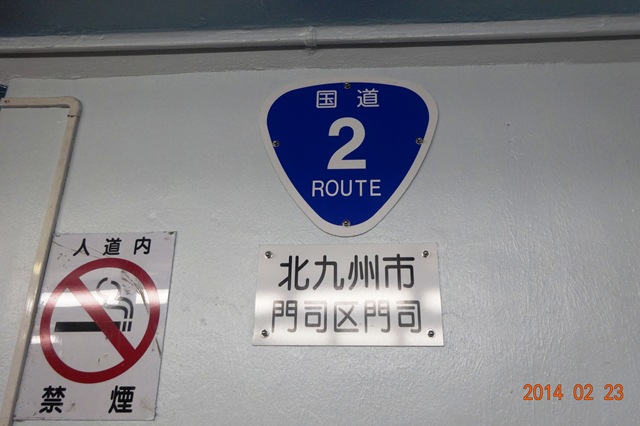 国道
2
ROUTE
北九州市
門司区門司
人道内
禁煙
2014 02 23